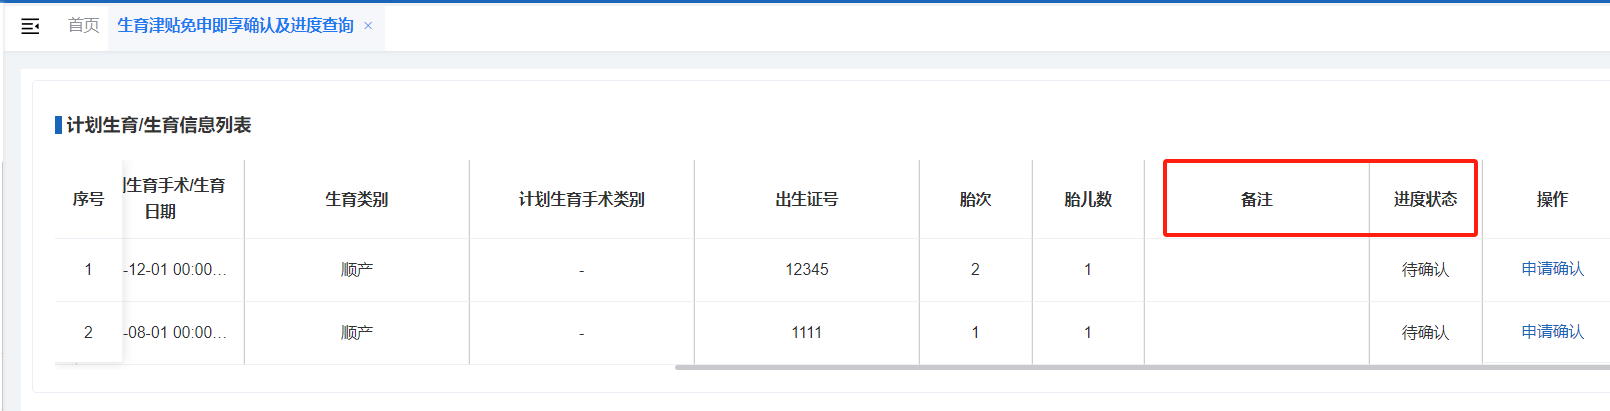 首页 生育津贴免申即享确认及进度查询 ×
计划生育/生育信息列表
序号 生育手术/生育日期 生育类别 计划生育手术类别 出生证号 胎次 胎儿数 备注 进度状态 操作
1 -12-01 00:00... 顺产 - 12345 2 1 待确认 申请确认
2 -08-01 00:00... 顺产 - 1111 1 1 待确认 申请确认